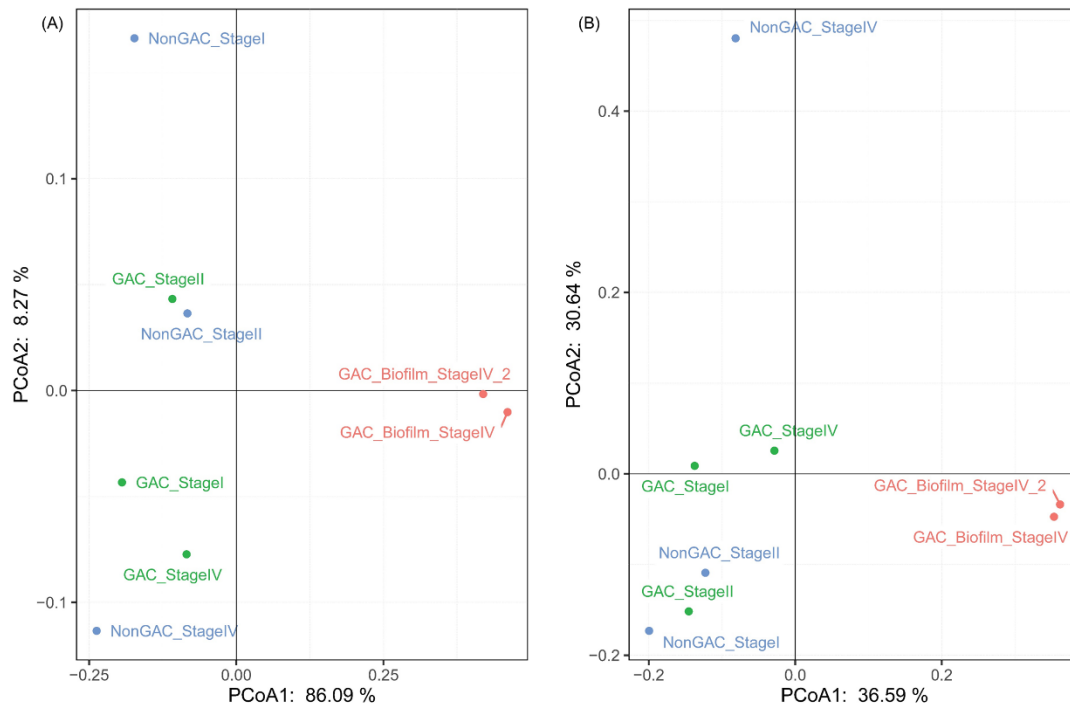 (A)
NonGAC_StageI
0.1
GAC_StageII
NonGAC_StageII
PCoA2: 8.27 %
GAC_Biofilm_StageIV_2
0.0
GAC_Biofilm_StageIV
GAC_StageI
GAC_StageIV
−0.1
NonGAC_StageIV
−0.25
0.00
0.25
PCoA1: 86.09 %
(B)
NonGAC_StageIV
0.4
PCoA2: 30.64 %
0.2
GAC_StageIV
0.0
GAC_StageI
GAC_Biofilm_StageIV_2
GAC_Biofilm_StageIV
NonGAC_StageII
GAC_StageII
NonGAC_StageI
−0.2
−0.2
0.0
0.2
PCoA1: 36.59 %